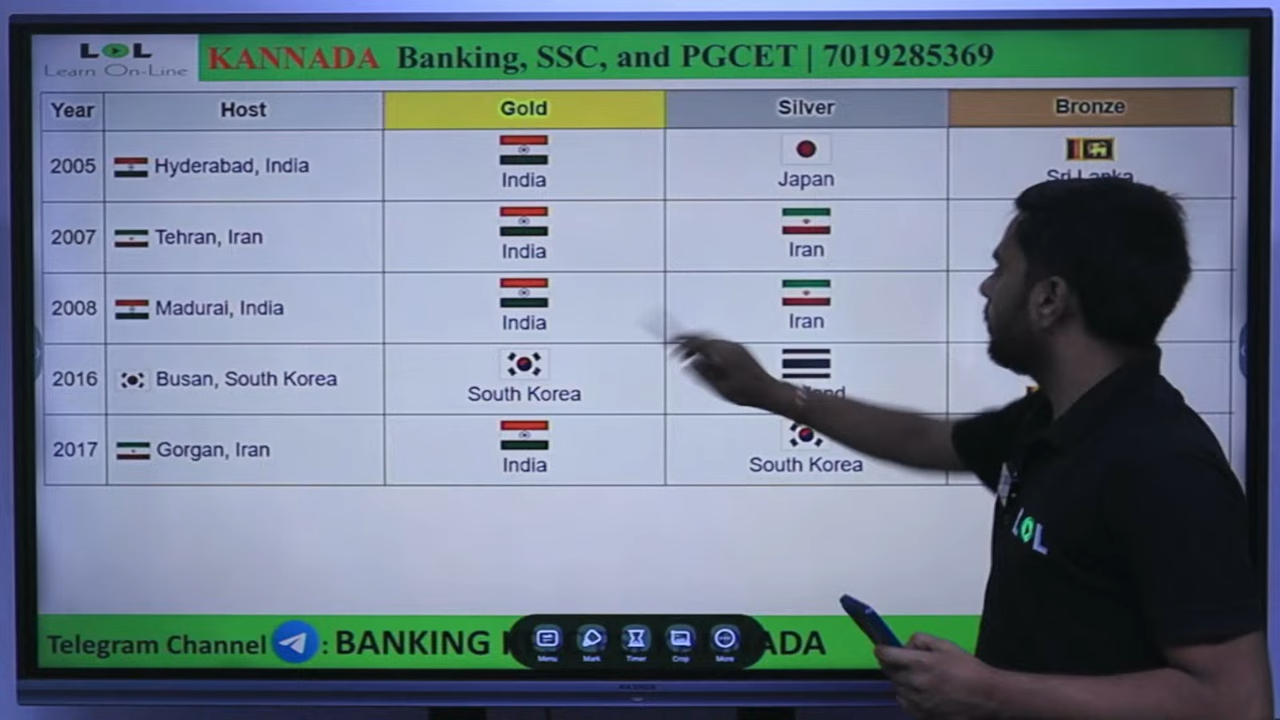 LOL
Learn On-Line
KANNADA Banking, SSC, and PGCET | 7019285369
Year Host Gold Silver Bronze
2005 Hyderabad, India India Japan Sri Lanka
2007 Tehran, Iran India Iran
2008 Madurai, India India Iran
2016 Busan, South Korea South Korea
2017 Gorgan, Iran India South Korea
Telegram Channel : BANKING
Menu Mark Timer Crop More
LOL